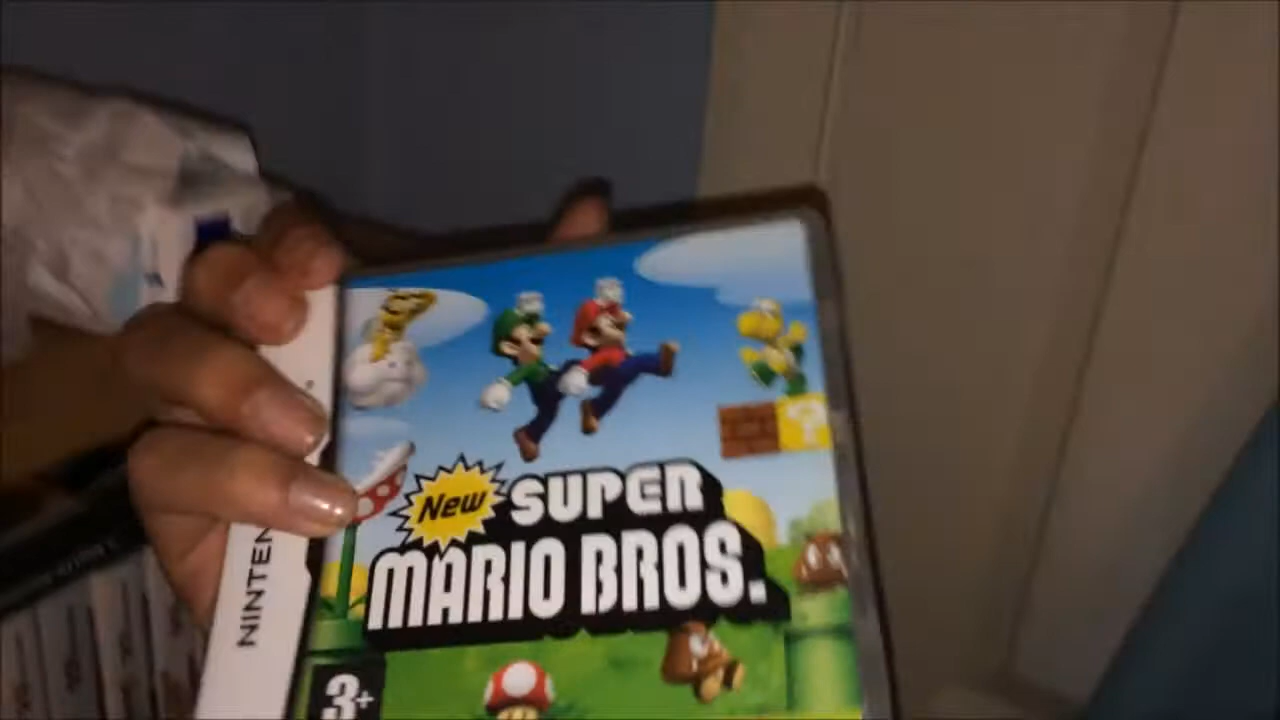 NINTEN
New SUPER
MARIO BROS.
3+
?